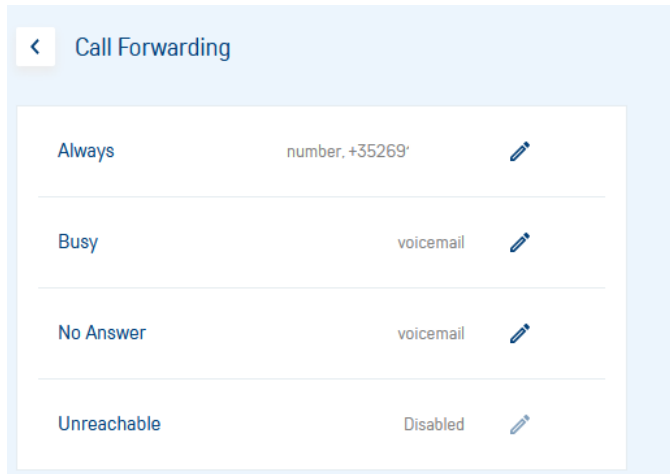 Call Forwarding
Always number, +35269
Busy voicemail
No Answer voicemail
Unreachable Disabled